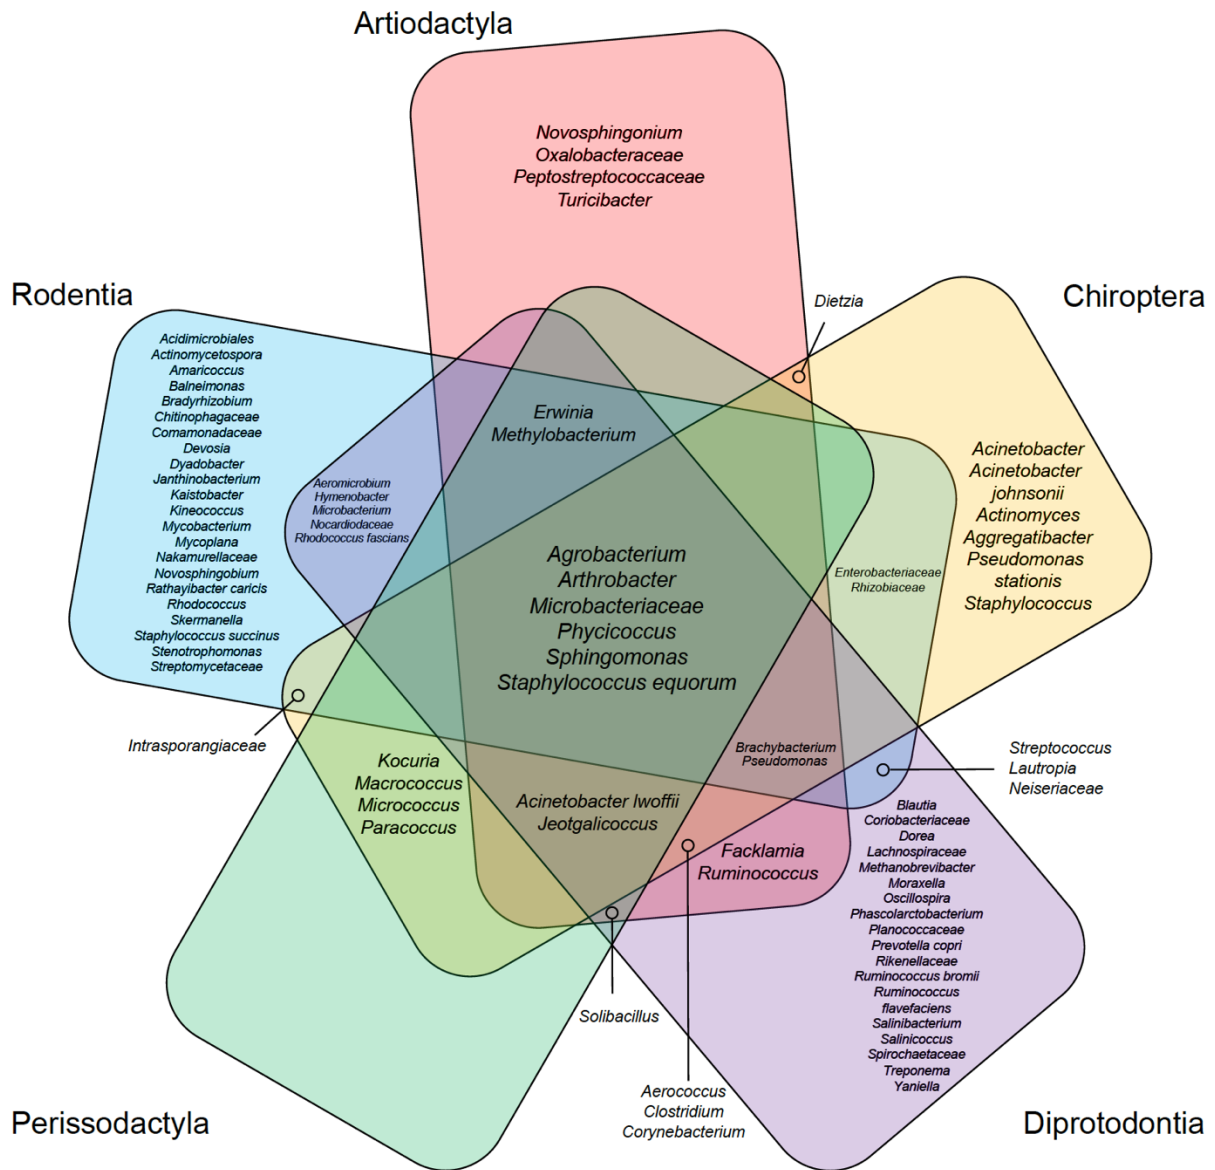 Artiodactyla
Novosphingonium
Oxalobacteraceae
Peptostreptococcaceae
Turicibacter
Rodentia
Chiroptera
Dietzia
Acidimicrobiales
Actinomycetospora
Amaricoccus
Balneimonas
Bradyrhizobium
Chitinophagaceae
Comamonadaceae
Devosia
Dyadobacter
Janthinobacterium
Kaistobacter
Kineococcus
Mycobacterium
Mycoplana
Nakamurellaceae
Novosphingobium
Rathayibacter caricis
Rhodococcus
Skermanella
Staphylococcus succinus
Stenotrophomonas
Streptomycetaceae
Erwinia
Methylobacterium
Aeromicrobium
Hymenobacter
Microbacterium
Nocardiodaceae
Rhodococcus fascians
Acinetobacter
Acinetobacter
johnsonii
Actinomyces
Aggregatibacter
Pseudomonas
stationis
Staphylococcus
Agrobacterium
Arthrobacter
Microbacteriaceae
Phycicoccus
Sphingomonas
Staphylococcus equorum
Enterobacteriaceae
Rhizobiaceae
Intrasporangiaceae
Kocuria
Macrococcus
Micrococcus
Paracoccus
Brachybacterium
Pseudomonas
Streptococcus
Lautropia
Neiseriaceae
Acinetobacter lwoffii
Jeotgalicoccus
Facklamia
Ruminococcus
Blautia
Coriobacteriaceae
Dorea
Lachnospiraceae
Methanobrevibacter
Moraxella
Oscillospira
Phascolarctobacterium
Planococcaceae
Prevotella copri
Rikenellaceae
Ruminococcus bromii
Ruminococcus
flavefaciens
Salinibacterium
Salinicoccus
Spirochaetaceae
Treponema
Yaniella
Solibacillus
Aerococcus
Clostridium
Corynebacterium
Perissodactyla
Diprotodontia